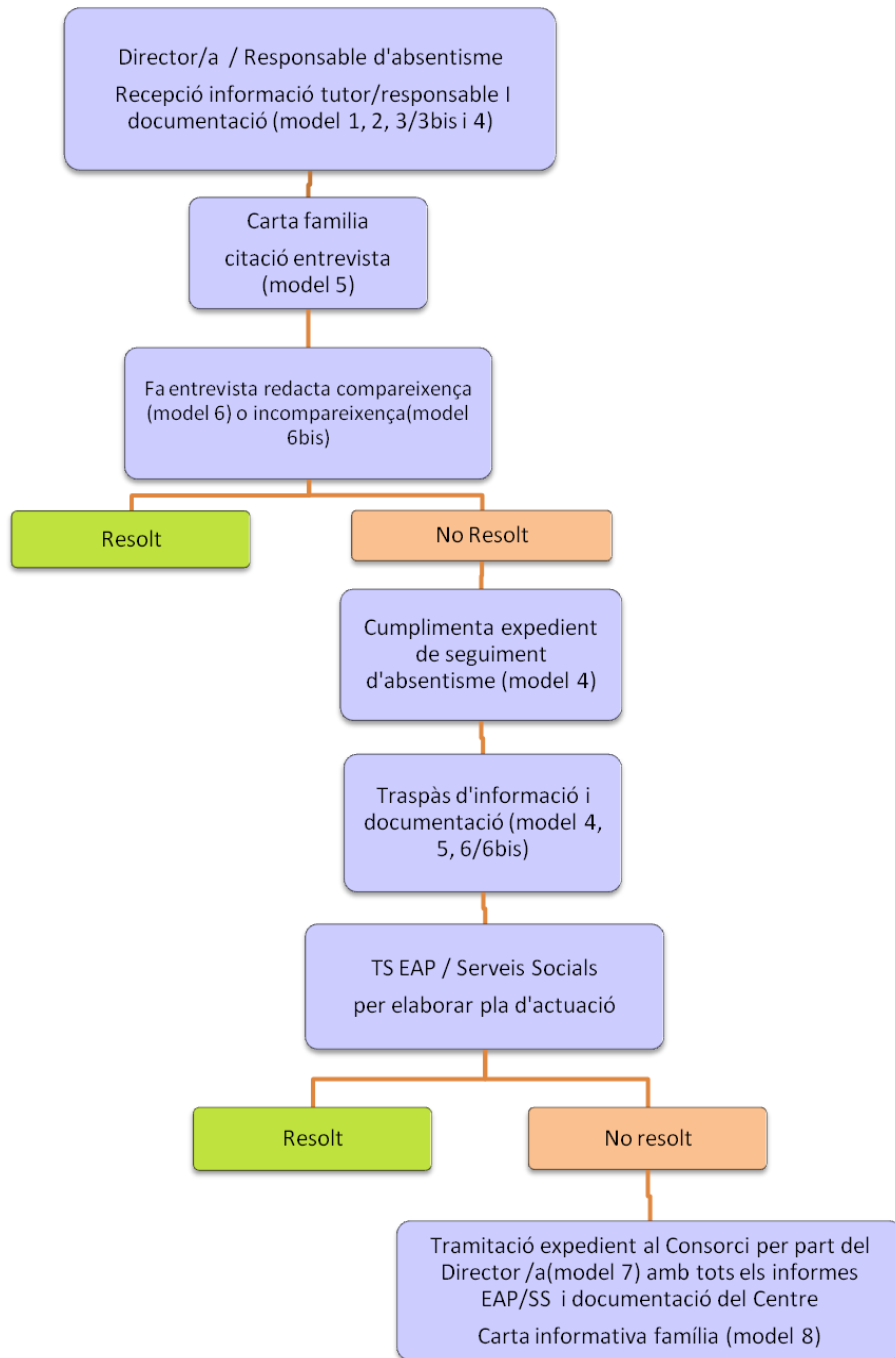 Director/a / Responsable d'absentisme
Recepció informació tutor/responsable I
documentació (model 1, 2, 3/3bis i 4)
Carta familia
citació entrevista
(model 5)
Fa entrevista redacta compareixença
(model 6) o incompareixença(model
6bis)
Resolt
No Resolt
Cumplimenta expedient
de seguiment
d'absentisme (model 4)
Traspàs d'informació i
documentació (model 4,
5, 6/6bis)
TS EAP / Serveis Socials
per elaborar pla d'actuació
Resolt
No resolt
Tramitació expedient al Consorci per part del
Director /a(model 7) amb tots els informes
EAP/SS i documentació del Centre
Carta informativa família (model 8)